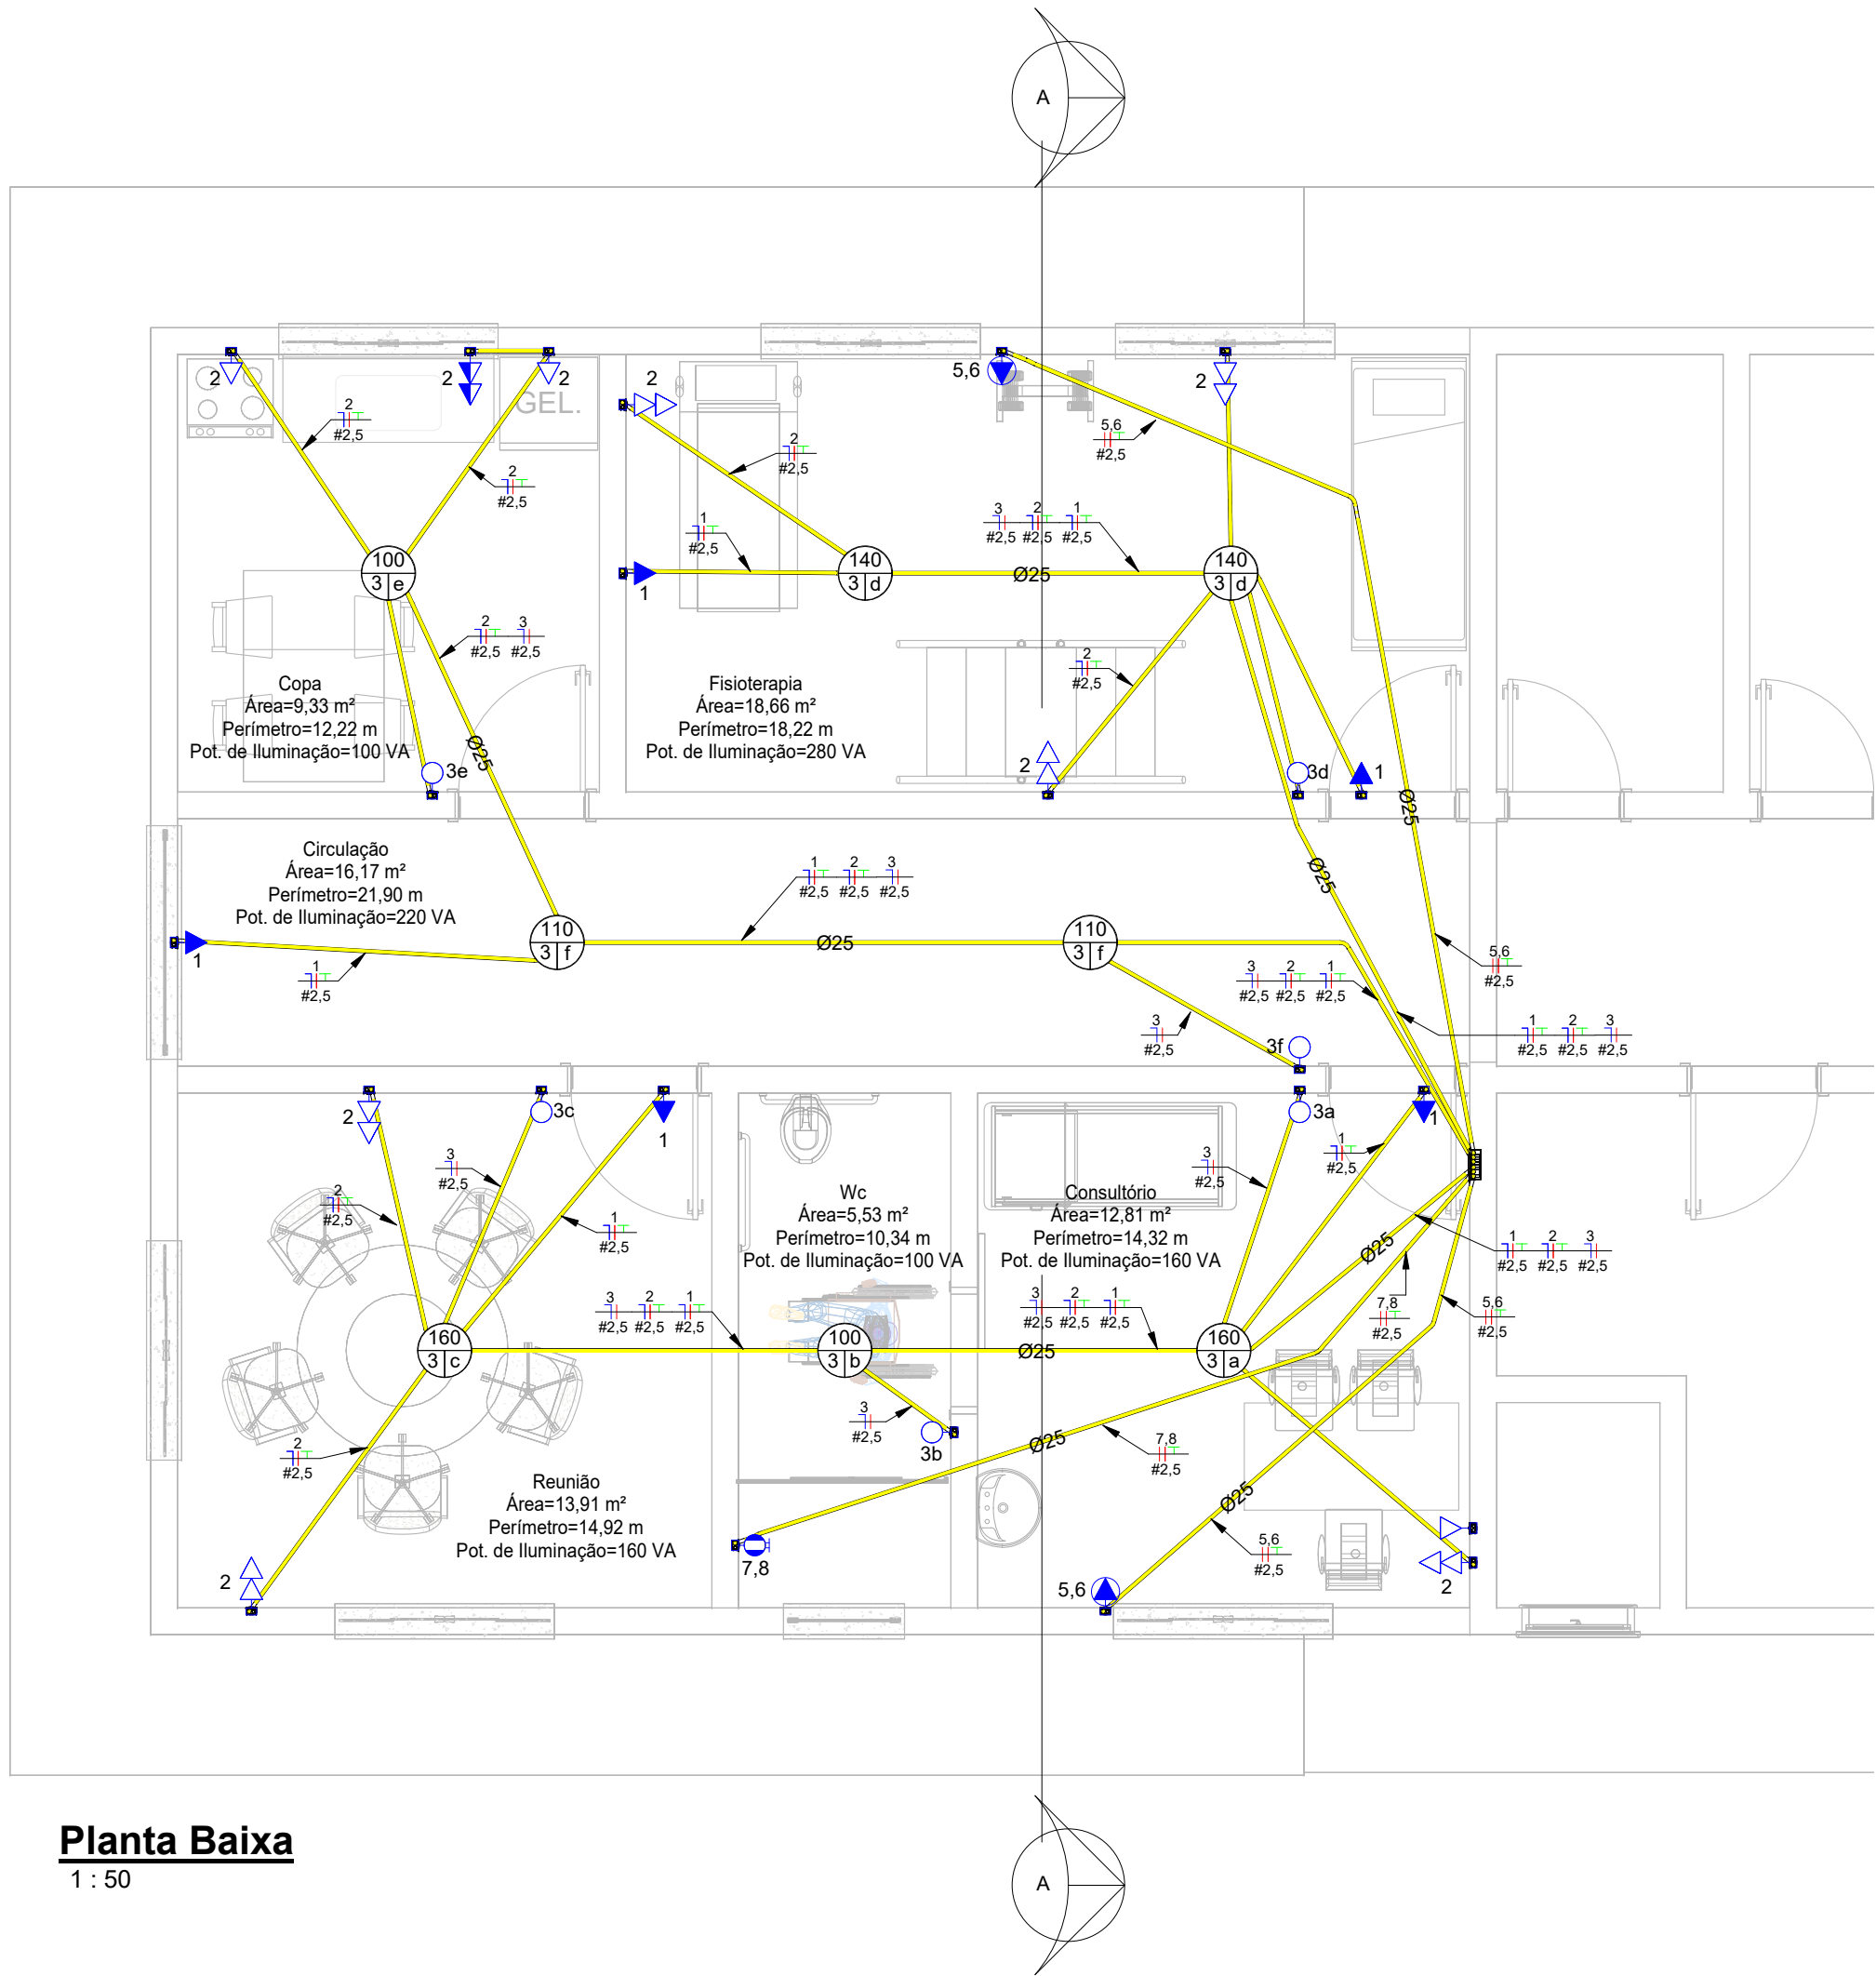 A
2
2
2
GEL.
2
#2,5
2
#2,5
2
5,6
2
5,6
#2,5
2
#2,5
1
#2,5
3 2 1
#2,5 #2,5 #2,5
100
3 e
140
3 d
Ø25
140
3 d
1
2 3
#2,5 #2,5
2
#2,5
Copa
Área=9,33 m²
Perímetro=12,22 m
Pot. de Iluminação=100 VA
Fisioterapia
Área=18,66 m²
Perímetro=18,22 m
Pot. de Iluminação=280 VA
Ø25
3e
2
3d
1
Ø25
Circulação
Área=16,17 m²
Perímetro=21,90 m
Pot. de Iluminação=220 VA
1 2 3
#2,5 #2,5 #2,5
Ø25
1
1
#2,5
110
3 f
Ø25
110
3 f
5,6
#2,5
3 2 1
#2,5 #2,5 #2,5
3
#2,5
3f
1 2 3
#2,5 #2,5 #2,5
2
3c
1
3a
1
3
#2,5
2
#2,5
1
#2,5
3
#2,5
1
#2,5
Wc
Área=5,53 m²
Perímetro=10,34 m
Pot. de Iluminação=100 VA
Consultório
Área=12,81 m²
Perímetro=14,32 m
Pot. de Iluminação=160 VA
Ø25
1 2 3
#2,5 #2,5 #2,5
3 2 1
#2,5 #2,5 #2,5
3 2 1
#2,5 #2,5 #2,5
7,8
#2,5
5,6
#2,5
160
3 c
100
3 b
Ø25
160
3 a
3
#2,5
3b
2
#2,5
Ø25
7,8
#2,5
Reunião
Área=13,91 m²
Perímetro=14,92 m
Pot. de Iluminação=160 VA
Ø25
5,6
#2,5
2
7,8
5,6
2
Planta Baixa
1 : 50
A